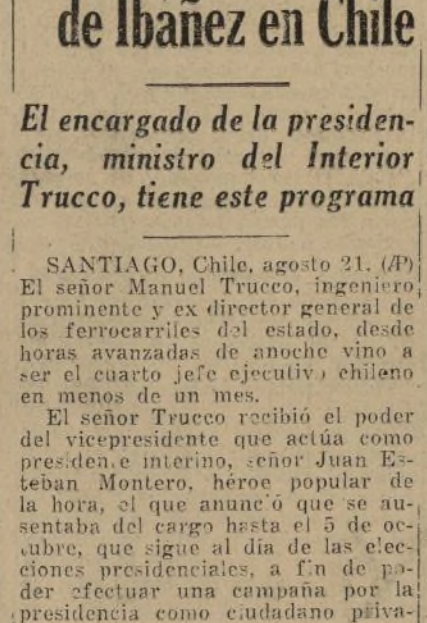 de Ibáñez en Chile
El encargado de la presiden-
cia, ministro del Interior
Trucco, tiene este programa
SANTIAGO, Chile, agosto 21. (AP)
El señor Manuel Trucco, ingeniero
prominente y ex director general de
los ferrocarriles del estado, desde
horas avanzadas de anoche vino a
ser el cuarto jefe ejecutivo chileno
en menos de un mes.
El señor Trucco recibió el poder
del vicepresidente que actúa como
presidente interino, señor Juan Es-
teban Montero, héroe popular de
la hora, el que anunció que se au-
sentaba del cargo hasta el 5 de oc-
tubre, que sigue al día de las elec-
ciones presidenciales, a fin de po-
der efectuar una campaña por la
presidencia como ciudadano priva-